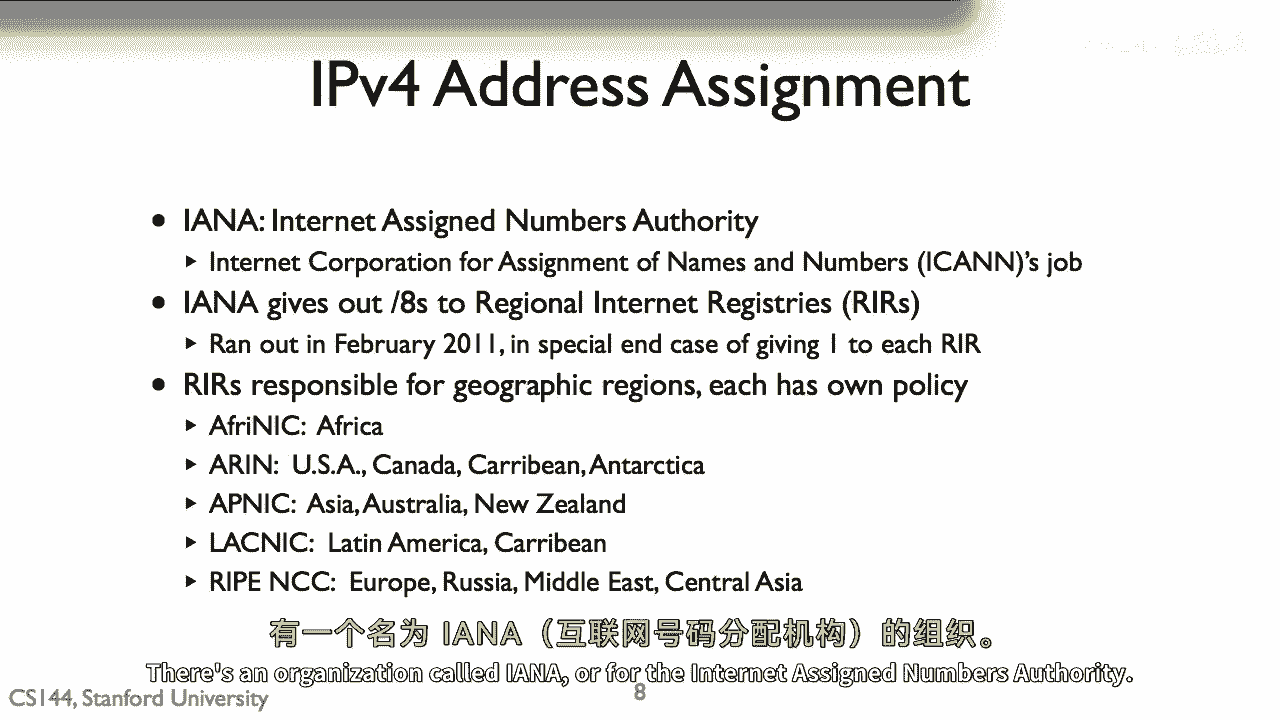 IPv4 Address Assignment
• IANA: Internet Assigned Numbers Authority
‣ Internet Corporation for Assignment of Names and Numbers (ICANN)'s job
• IANA gives out /8s to Regional Internet Registries (RIRs)
‣ Ran out in February 2011, in special end case of giving 1 to each RIR
• RIRs responsible for geographic regions, each has own policy
‣ AfriNIC: Africa
‣ ARIN: U.S.A., Canada, Carribean, Antarctica
‣ APNIC: Asia, Australia, New Zealand
‣ LACNIC: Latin America, Carribean
‣ RIPE NCC: Europe, Russia, Middle East, Central Asia
有一个名为 IANA（互联网号码分配机构）的组织。
There's an organization called IANA, or for the Internet Assigned Numbers Authority.
CS144, Stanford University
8